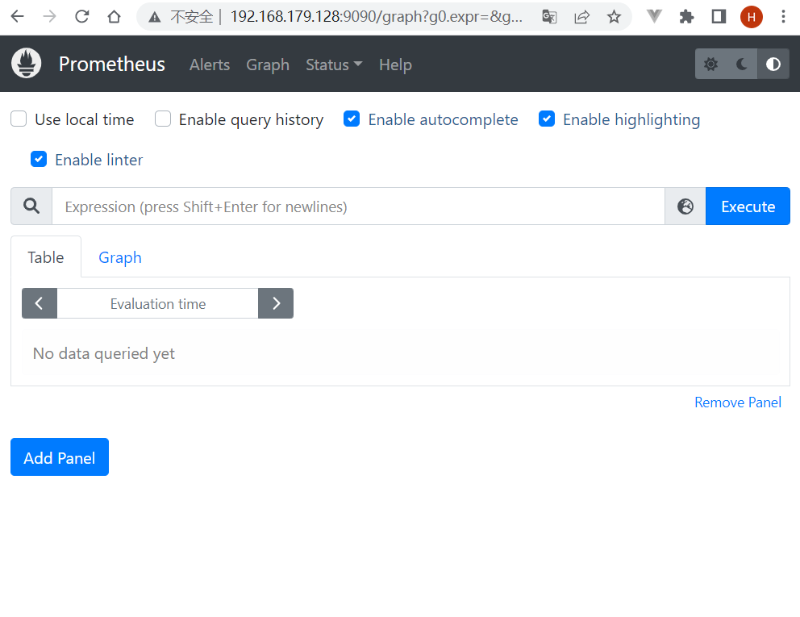 不安全 | 192.168.179.128:9090/graph?g0.expr=&g... H
Prometheus Alerts Graph Status Help
Use local time Enable query history Enable autocomplete Enable highlighting
Enable linter
Expression (press Shift+Enter for newlines) Execute
Table Graph
Evaluation time
No data queried yet
Remove Panel
Add Panel